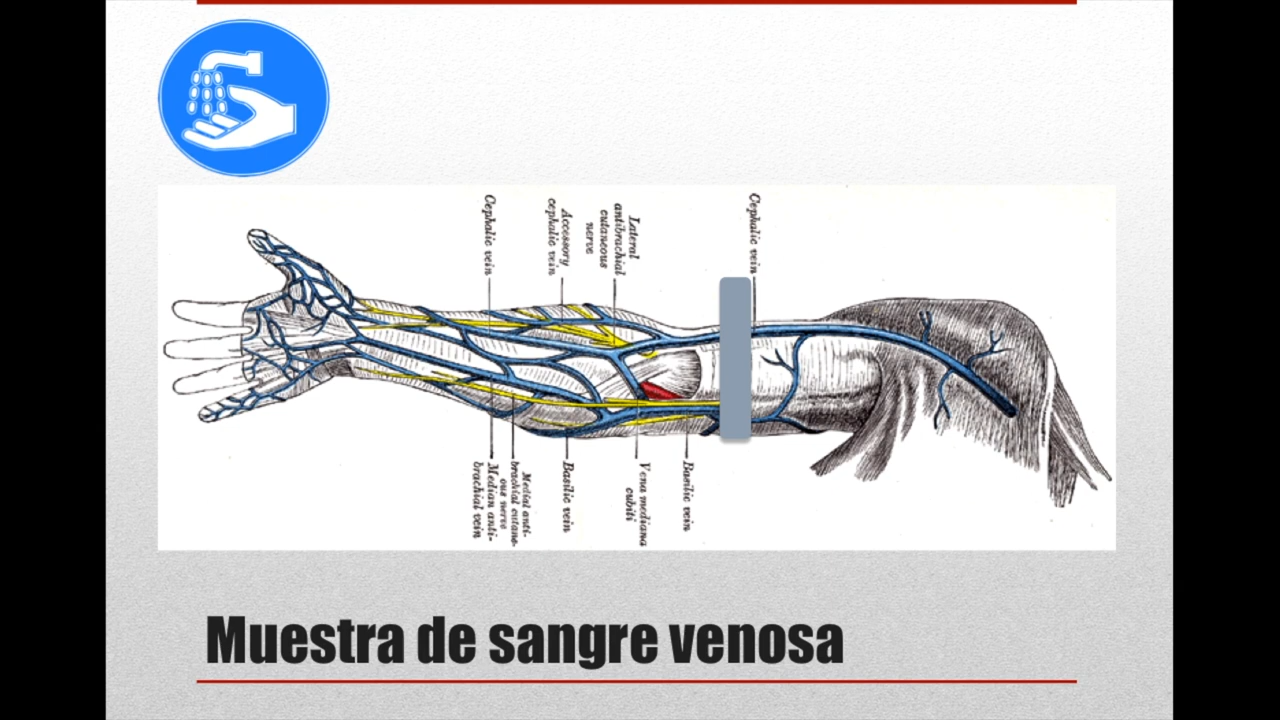 Cephalic vein
Accessory
cephalic vein
Lateral
antibrachial
cutaneous
nerve
Cephalic vein
Median anti-
brachial vein
Medial anti-
brachial cutane-
ous nerve
Basilic vein
Vena mediana
cubiti
Basilic vein
Muestra de sangre venosa